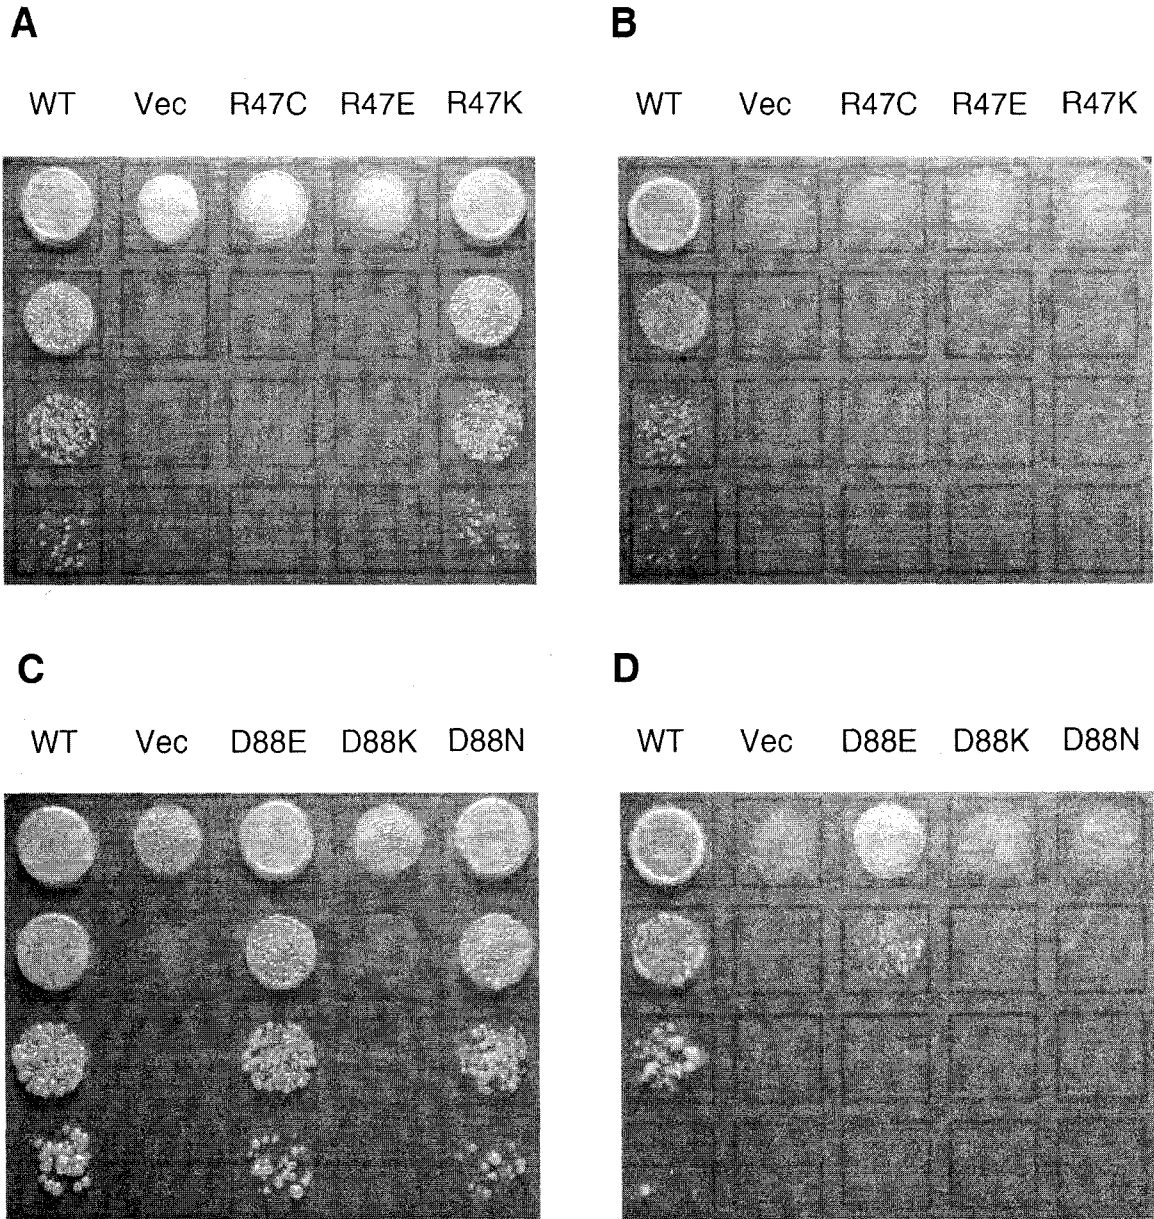 A
B
WT Vec R47C R47E R47K
WT Vec R47C R47E R47K
C
D
WT Vec D88E D88K D88N
WT Vec D88E D88K D88N